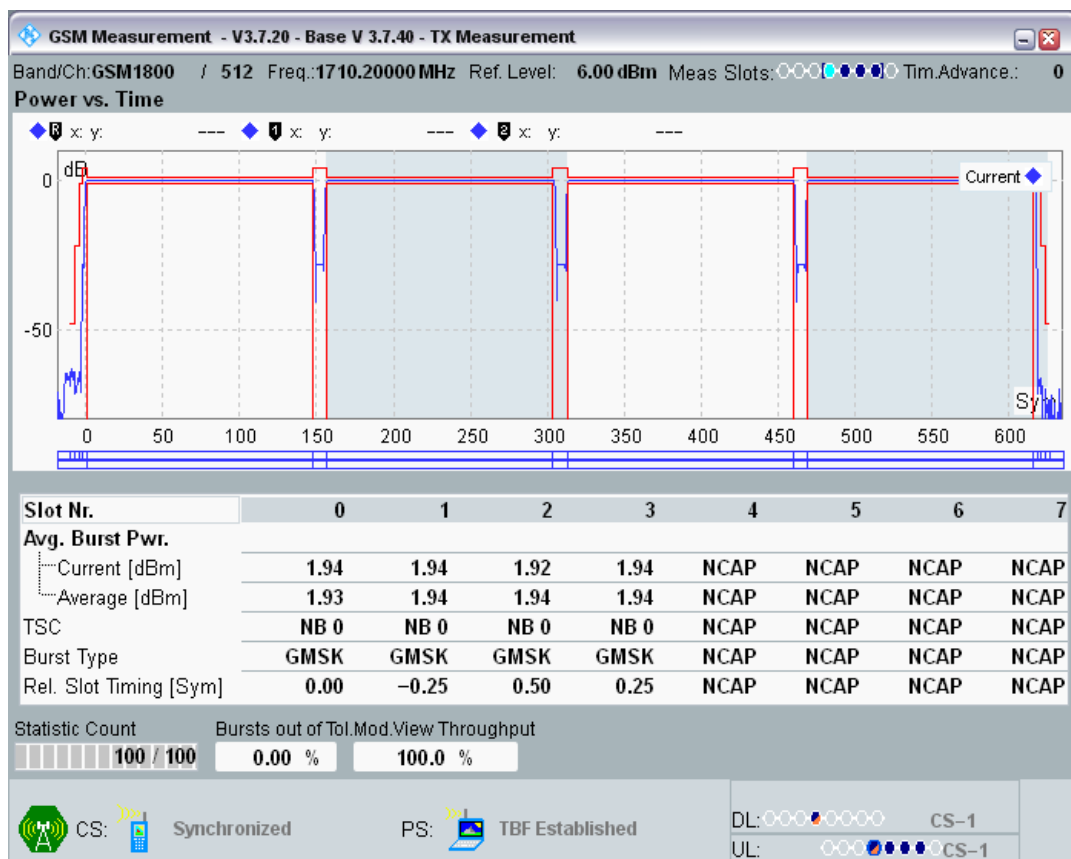 GSM Measurement - V3.7.20 - Base V 3.7.40 - TX Measurement
Band/Ch:GSM1800 / 512 Freq.:1710.20000 MHz Ref. Level: 6.00 dBm Meas Slots: Tim.Advance.: 0
Power vs. Time
R x: y: --- 1 x: y: --- 2 x: y: ---
dB
Current
0
-50
Sy
0 50 100 150 200 250 300 350 400 450 500 550 600
Slot Nr. 0 1 2 3 4 5 6 7
Avg. Burst Pwr.
Current [dBm] 1.94 1.94 1.92 1.94 NCAP NCAP NCAP NCAP
Average [dBm] 1.93 1.94 1.94 1.94 NCAP NCAP NCAP NCAP
TSC NB 0 NB 0 NB 0 NB 0 NCAP NCAP NCAP NCAP
Burst Type GMSK GMSK GMSK GMSK NCAP NCAP NCAP NCAP
Rel. Slot Timing [Sym] 0.00 −0.25 0.50 0.25 NCAP NCAP NCAP NCAP
Statistic Count Bursts out of Tol. Mod.View Throughput
100 / 100 0.00 % 100.0 %
CS: Synchronized PS: TBF Established
DL: CS−1
UL: CS−1